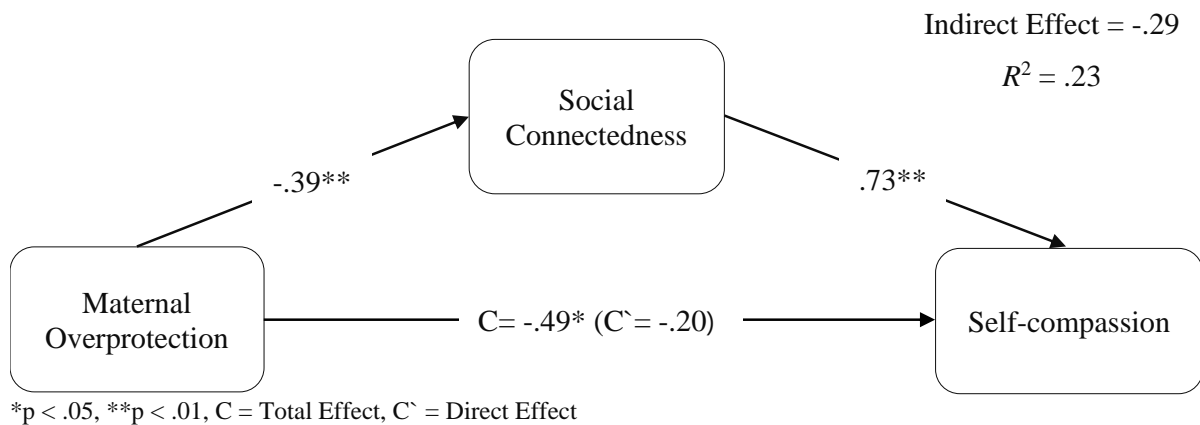 Indirect Effect = -.29
R² = .23
Social
Connectedness
-.39**
.73**
Maternal
Overprotection
C= -.49* (C`= -.20)
Self-compassion
*p < .05, **p < .01, C = Total Effect, C` = Direct Effect